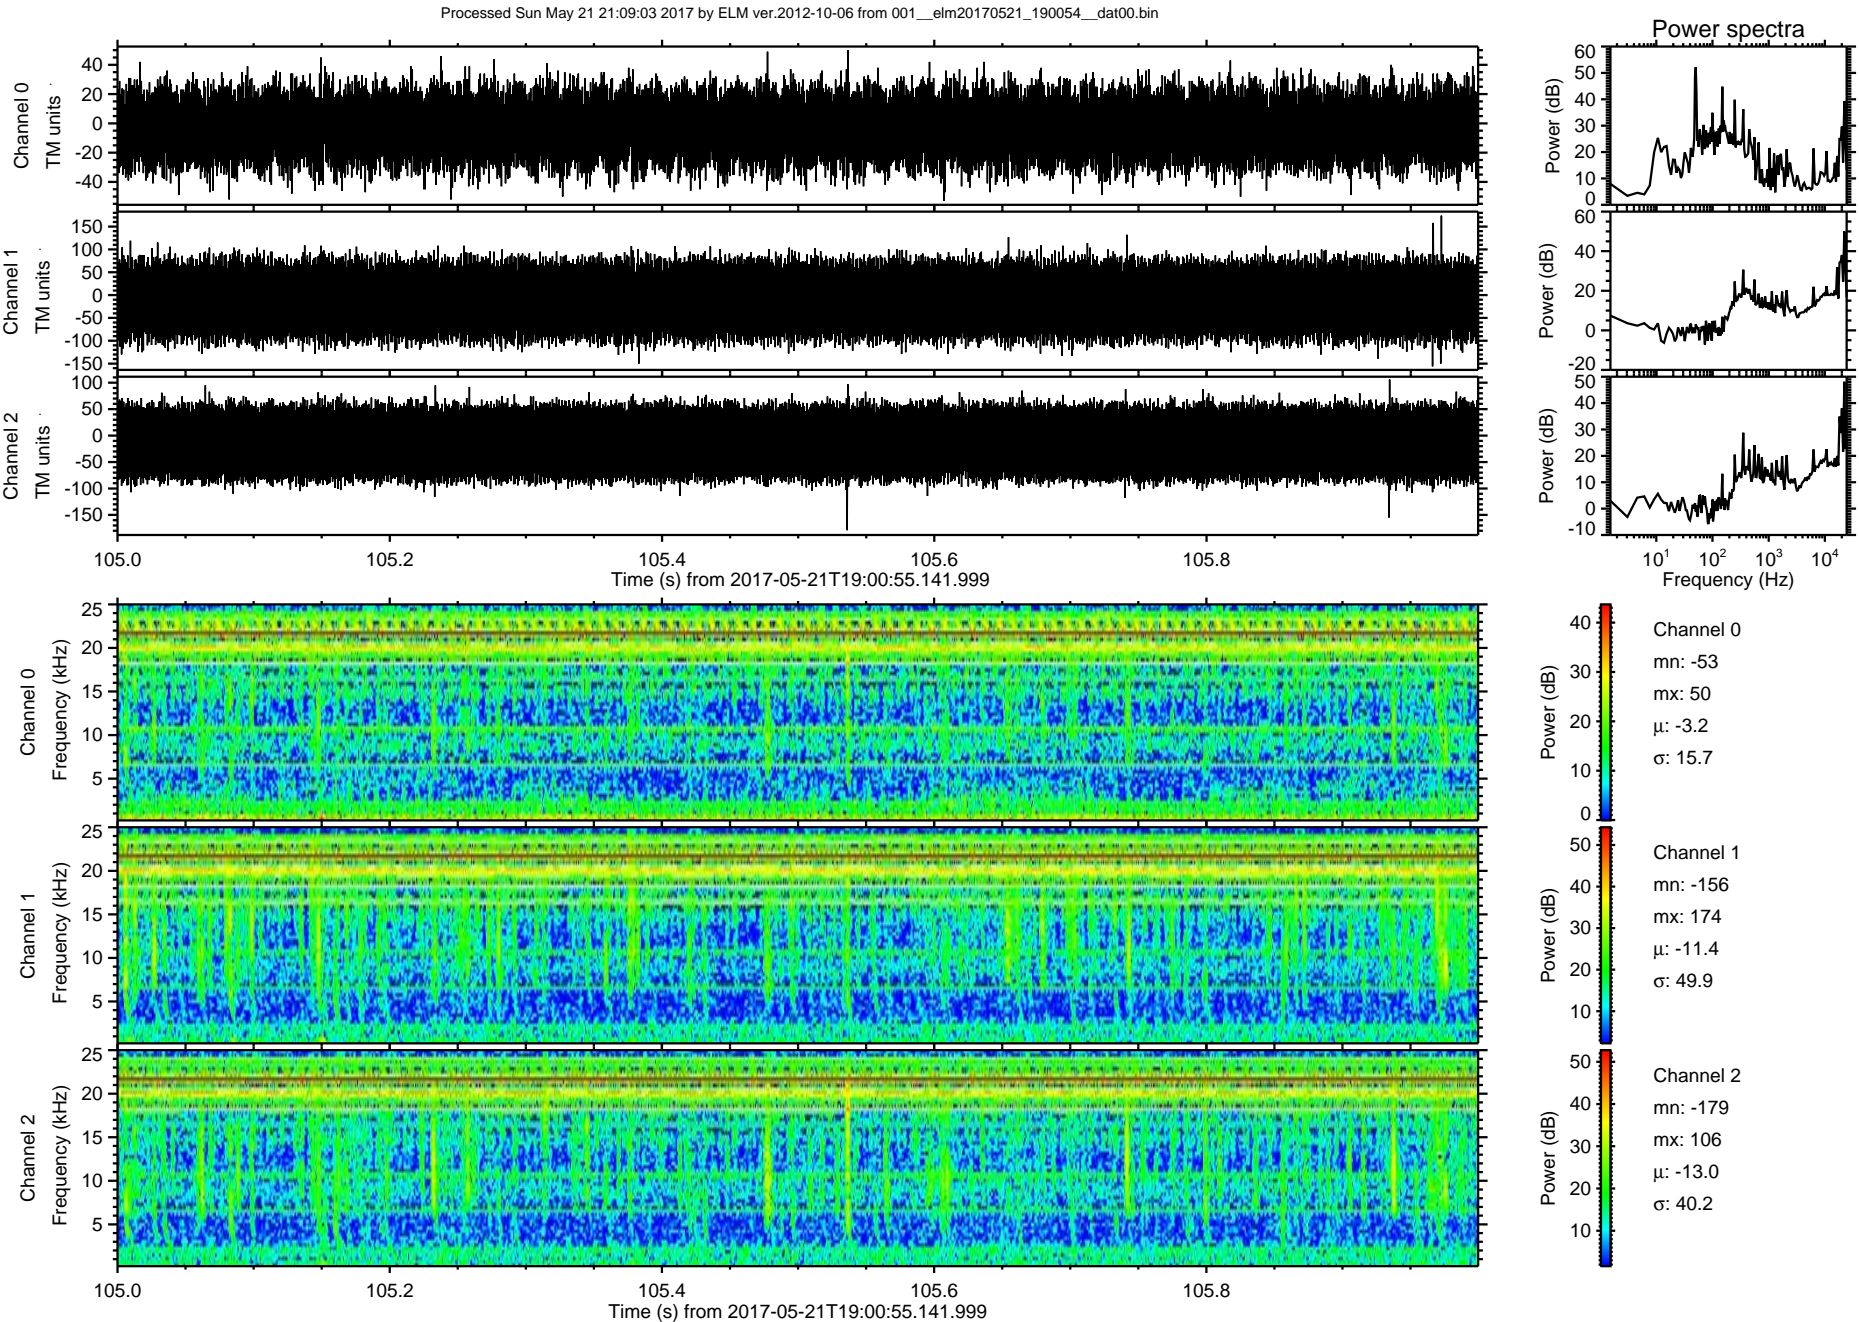 Processed Sun May 21 21:09:03 2017 by ELM ver.2012-10-06 from 001__elm20170521_190054__dat00.bin
Power spectra
Channel 0
TM units
40
20
0
-20
-40
Power (dB)
60
50
40
30
20
10
0
Channel 1
TM units
150
100
50
0
-50
-100
-150
Power (dB)
60
40
20
0
-20
Channel 2
TM units
100
50
0
-50
-100
-150
Power (dB)
50
40
30
20
10
0
-10
105.0 105.2 105.4 105.6 105.8
Time (s) from 2017-05-21T19:00:55.141.999
10¹ 10² 10³ 10⁴
Frequency (Hz)
Channel 0
Frequency (kHz)
25
20
15
10
5
Power (dB)
40
30
20
10
0
Channel 0
mn: -53
mx: 50
μ: -3.2
σ: 15.7
Channel 1
Frequency (kHz)
25
20
15
10
5
Power (dB)
50
40
30
20
10
Channel 1
mn: -156
mx: 174
μ: -11.4
σ: 49.9
Channel 2
Frequency (kHz)
25
20
15
10
5
Power (dB)
50
40
30
20
10
Channel 2
mn: -179
mx: 106
μ: -13.0
σ: 40.2
105.0 105.2 105.4 105.6 105.8
Time (s) from 2017-05-21T19:00:55.141.999